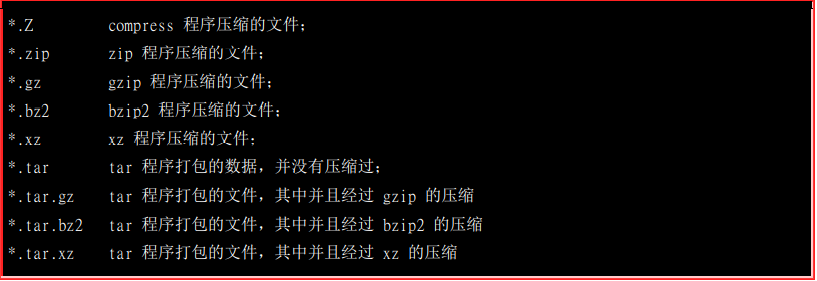 *.Z compress 程序压缩的文件；
*.zip zip 程序压缩的文件；
*.gz gzip 程序压缩的文件；
*.bz2 bzip2 程序压缩的文件；
*.xz xz 程序压缩的文件；
*.tar tar 程序打包的数据，并没有压缩过；
*.tar.gz tar 程序打包的文件，其中并且经过 gzip 的压缩
*.tar.bz2 tar 程序打包的文件，其中并且经过 bzip2 的压缩
*.tar.xz tar 程序打包的文件，其中并且经过 xz 的压缩